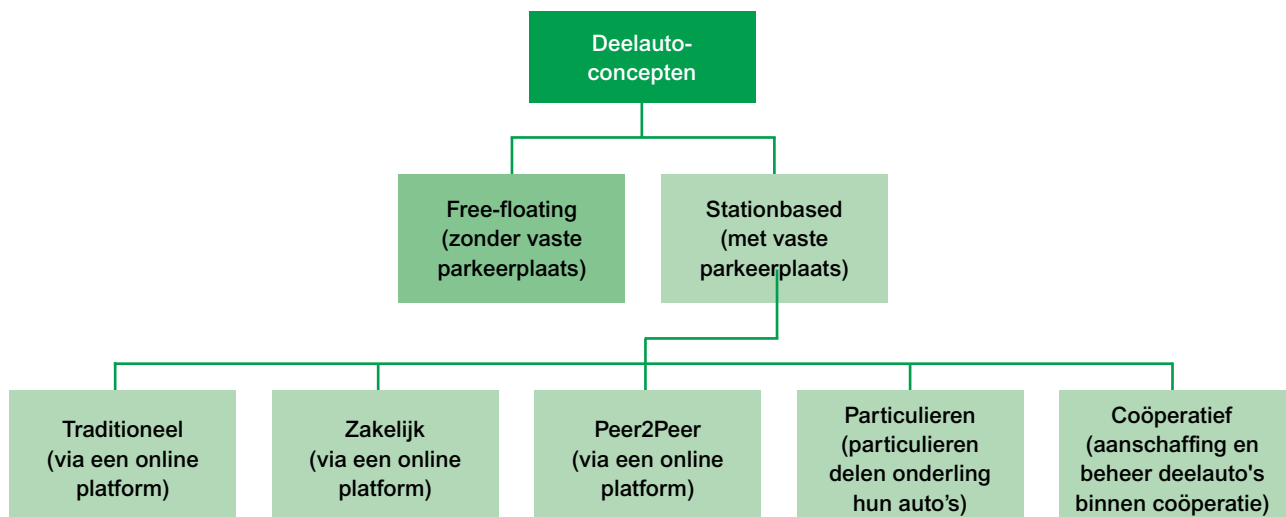 Deelauto-
concepten
Free-floating
(zonder vaste
parkeerplaats)
Stationbased
(met vaste
parkeerplaats)
Traditioneel
(via een online
platform)
Zakelijk
(via een online
platform)
Peer2Peer
(via een online
platform)
Particulieren
(particulieren
delen onderling
hun auto’s)
Coöperatief
(aanschaffing en
beheer deelauto's
binnen coöperatie)